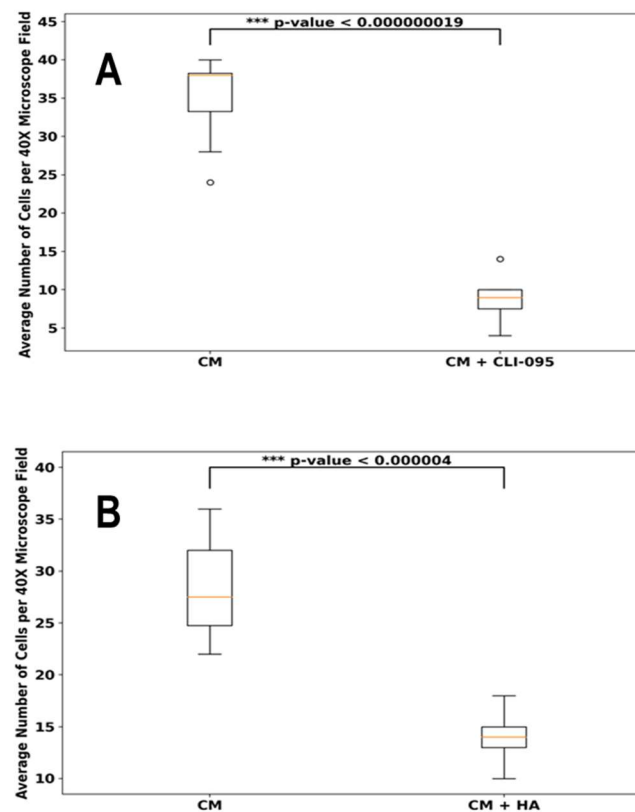 A
*** p-value < 0.000000019
Average Number of Cells per 40X Microscope Field
45
40
35
30
25
20
15
10
5
CM
CM + CLI-095
B
*** p-value < 0.000004
Average Number of Cells per 40X Microscope Field
40
35
30
25
20
15
10
CM
CM + HA